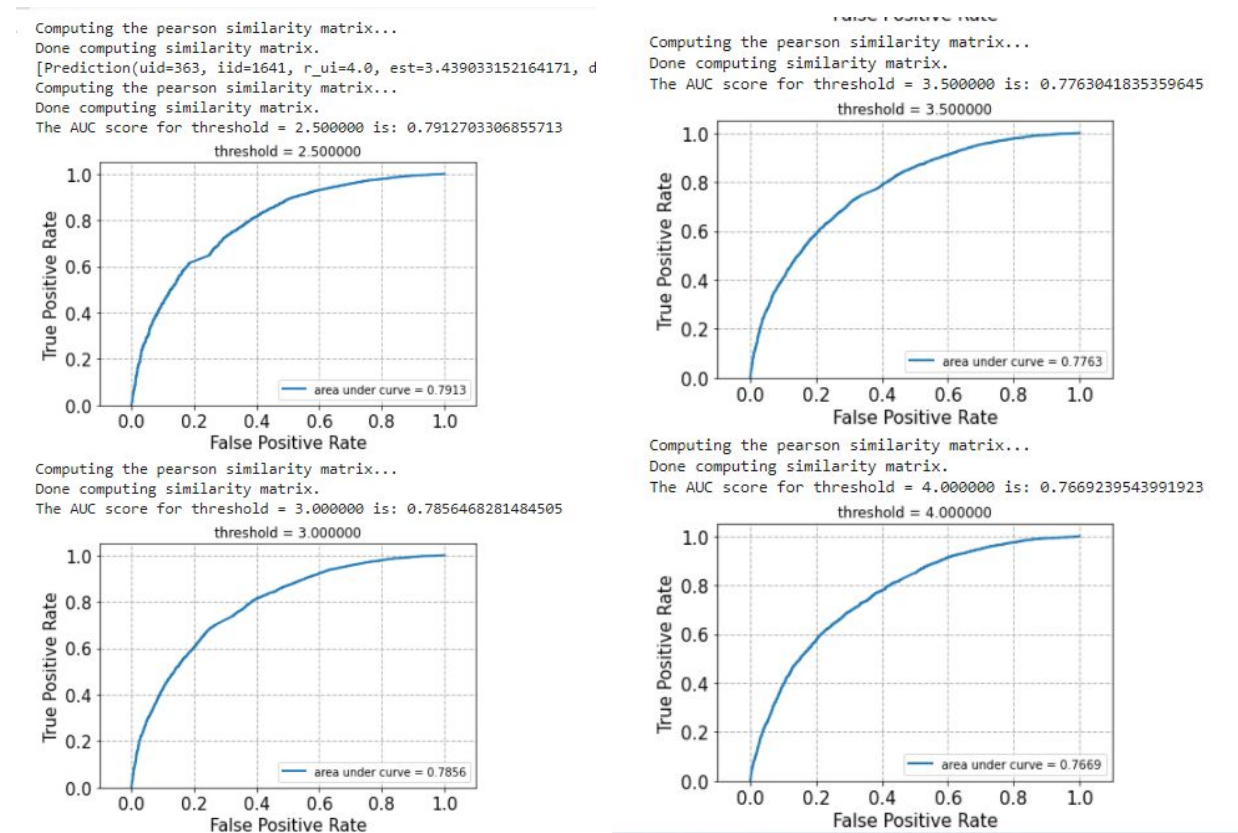 Computing the pearson similarity matrix...
Done computing similarity matrix.
[Prediction(uid=363, iid=1641, r_ui=4.0, est=3.439033152164171, d
Computing the pearson similarity matrix...
Done computing similarity matrix.
The AUC score for threshold = 2.500000 is: 0.7912703306855713
threshold = 2.500000
1.0
0.8
0.6
0.4
0.2
0.0
True Positive Rate
area under curve = 0.7913
0.0 0.2 0.4 0.6 0.8 1.0
False Positive Rate
Computing the pearson similarity matrix...
Done computing similarity matrix.
The AUC score for threshold = 3.000000 is: 0.7856468281484505
threshold = 3.000000
1.0
0.8
0.6
0.4
0.2
0.0
True Positive Rate
area under curve = 0.7856
0.0 0.2 0.4 0.6 0.8 1.0
False Positive Rate
False Positive Rate
Computing the pearson similarity matrix...
Done computing similarity matrix.
The AUC score for threshold = 3.500000 is: 0.7763041835359645
threshold = 3.500000
1.0
0.8
0.6
0.4
0.2
0.0
True Positive Rate
area under curve = 0.7763
0.0 0.2 0.4 0.6 0.8 1.0
False Positive Rate
Computing the pearson similarity matrix...
Done computing similarity matrix.
The AUC score for threshold = 4.000000 is: 0.7669239543991923
threshold = 4.000000
1.0
0.8
0.6
0.4
0.2
0.0
True Positive Rate
area under curve = 0.7669
0.0 0.2 0.4 0.6 0.8 1.0
False Positive Rate